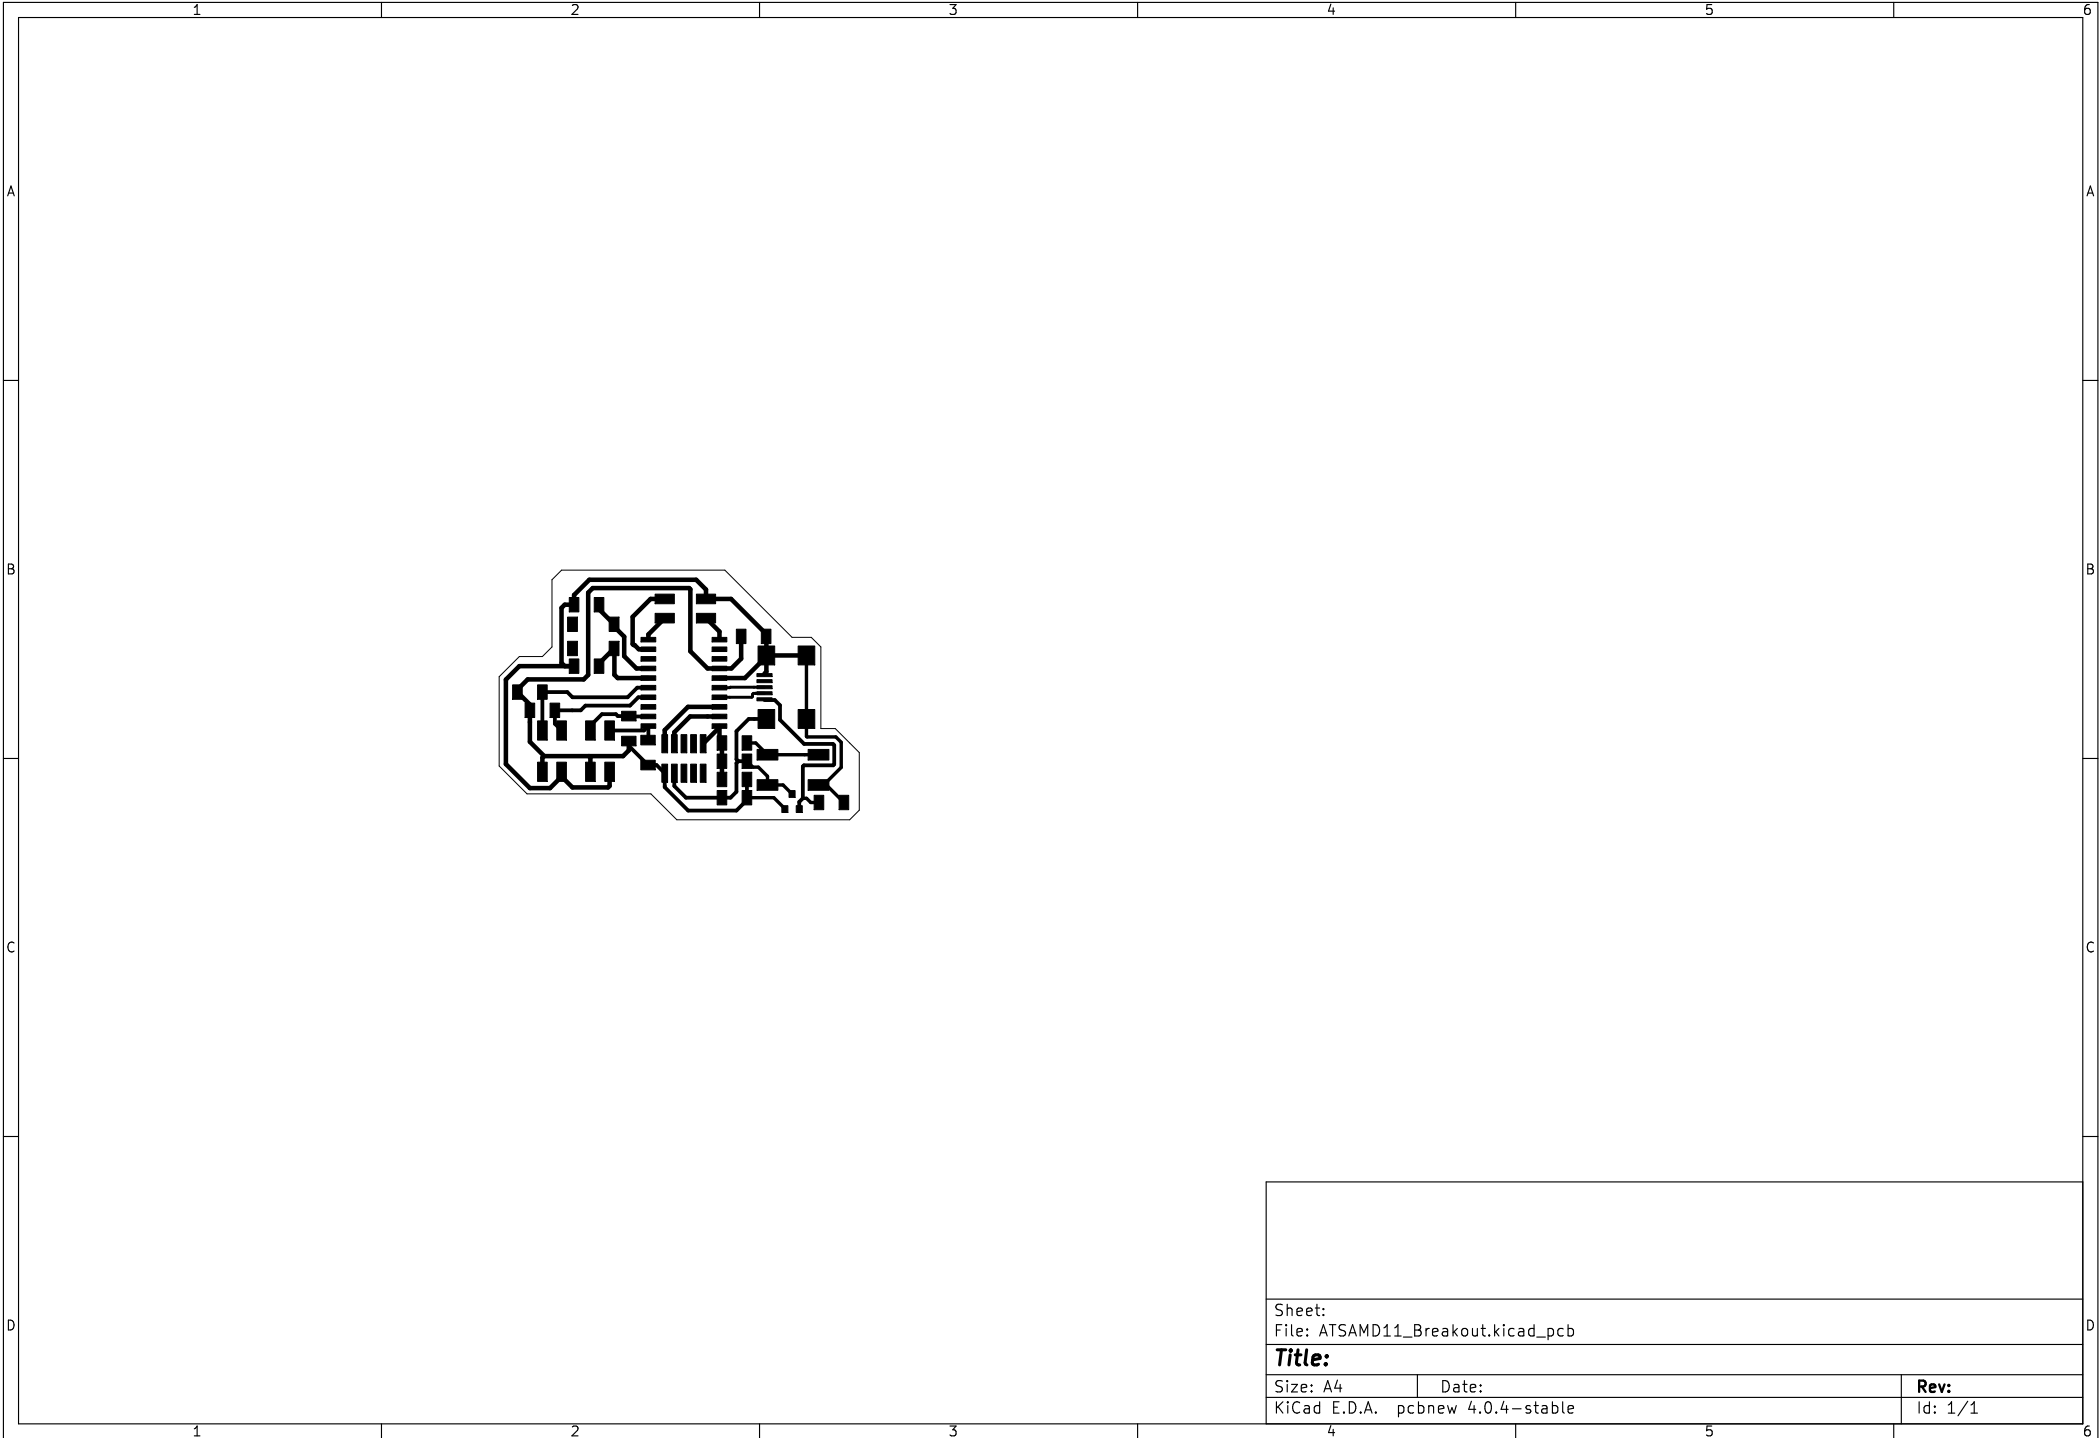 1 2 3 4 5 6
A A
B B
C C
Sheet:
File: ATSAMD11_Breakout.kicad_pcb
D D
Title:
Size: A4 Date: Rev:
KiCad E.D.A. pcbnew 4.0.4-stable Id: 1/1
1 2 3 4 5 6